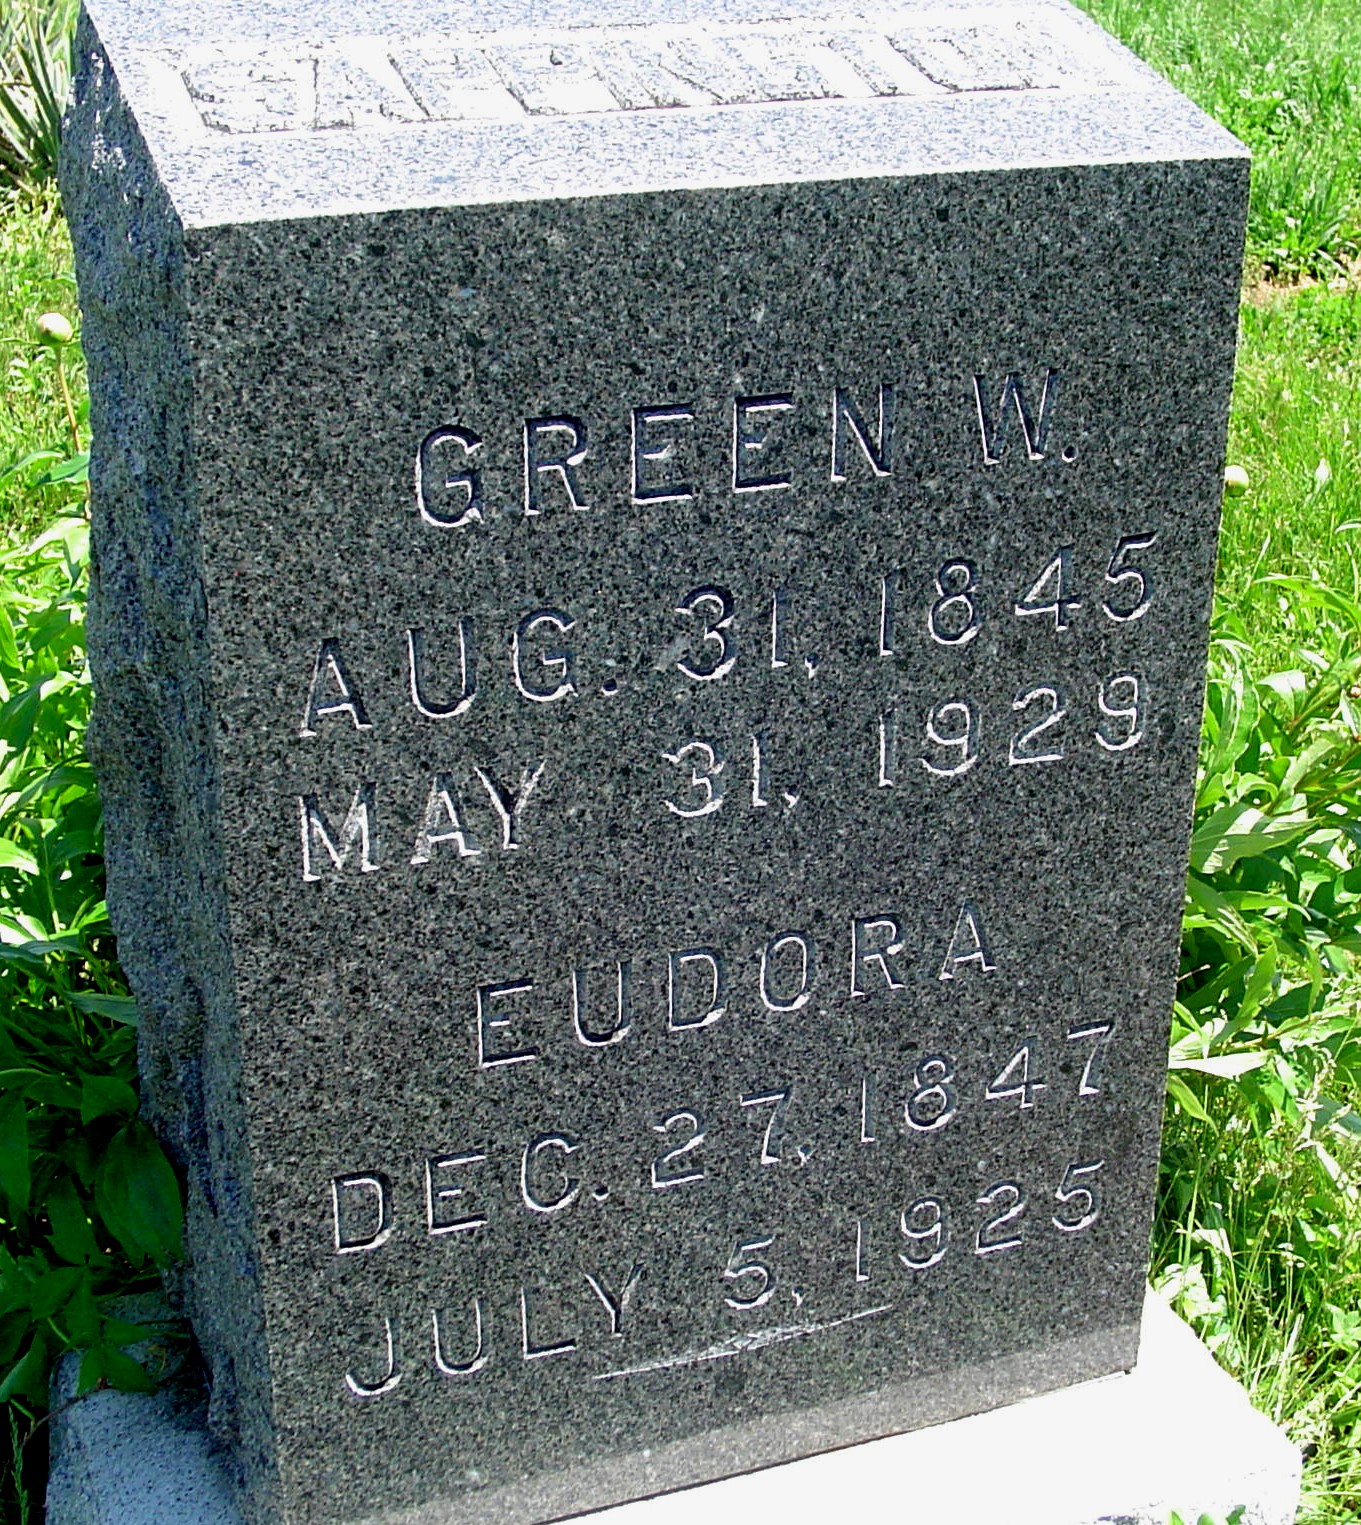 GREEN W.
AUG. 31, 1845
MAY 31, 1929
EUDORA
DEC. 27, 1847
JULY 5, 1925